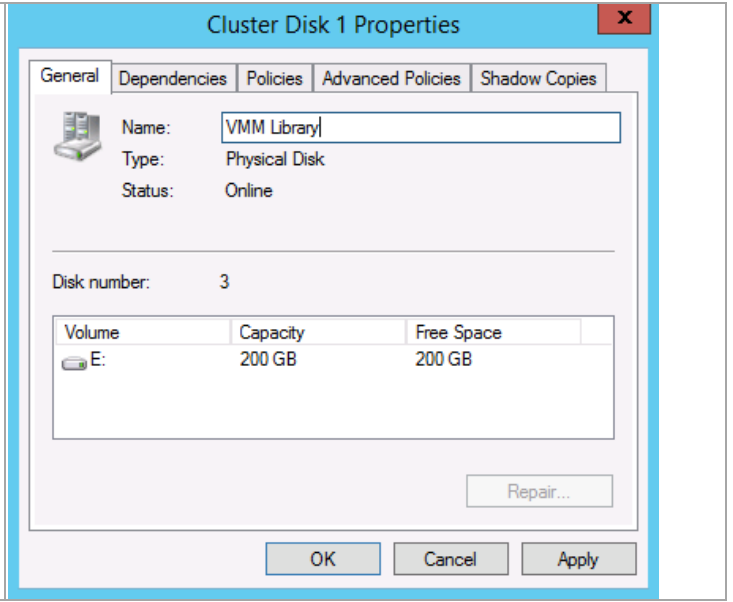 Cluster Disk 1 Properties
x
General Dependencies Policies Advanced Policies Shadow Copies
Name: VMM Library
Type: Physical Disk
Status: Online
Disk number: 3
Volume Capacity Free Space
E: 200 GB 200 GB
Repair...
OK Cancel Apply